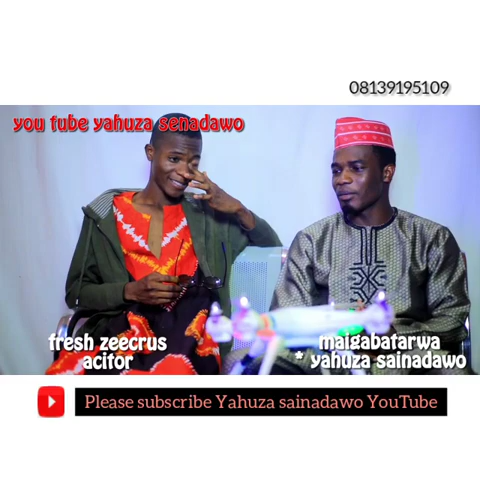 08139195109
you tube yahuza senadawo
fresh zeecrus
acitor
maigabatarwa
* yahuza sainadawo
Please subscribe Yahuza sainadawo YouTube